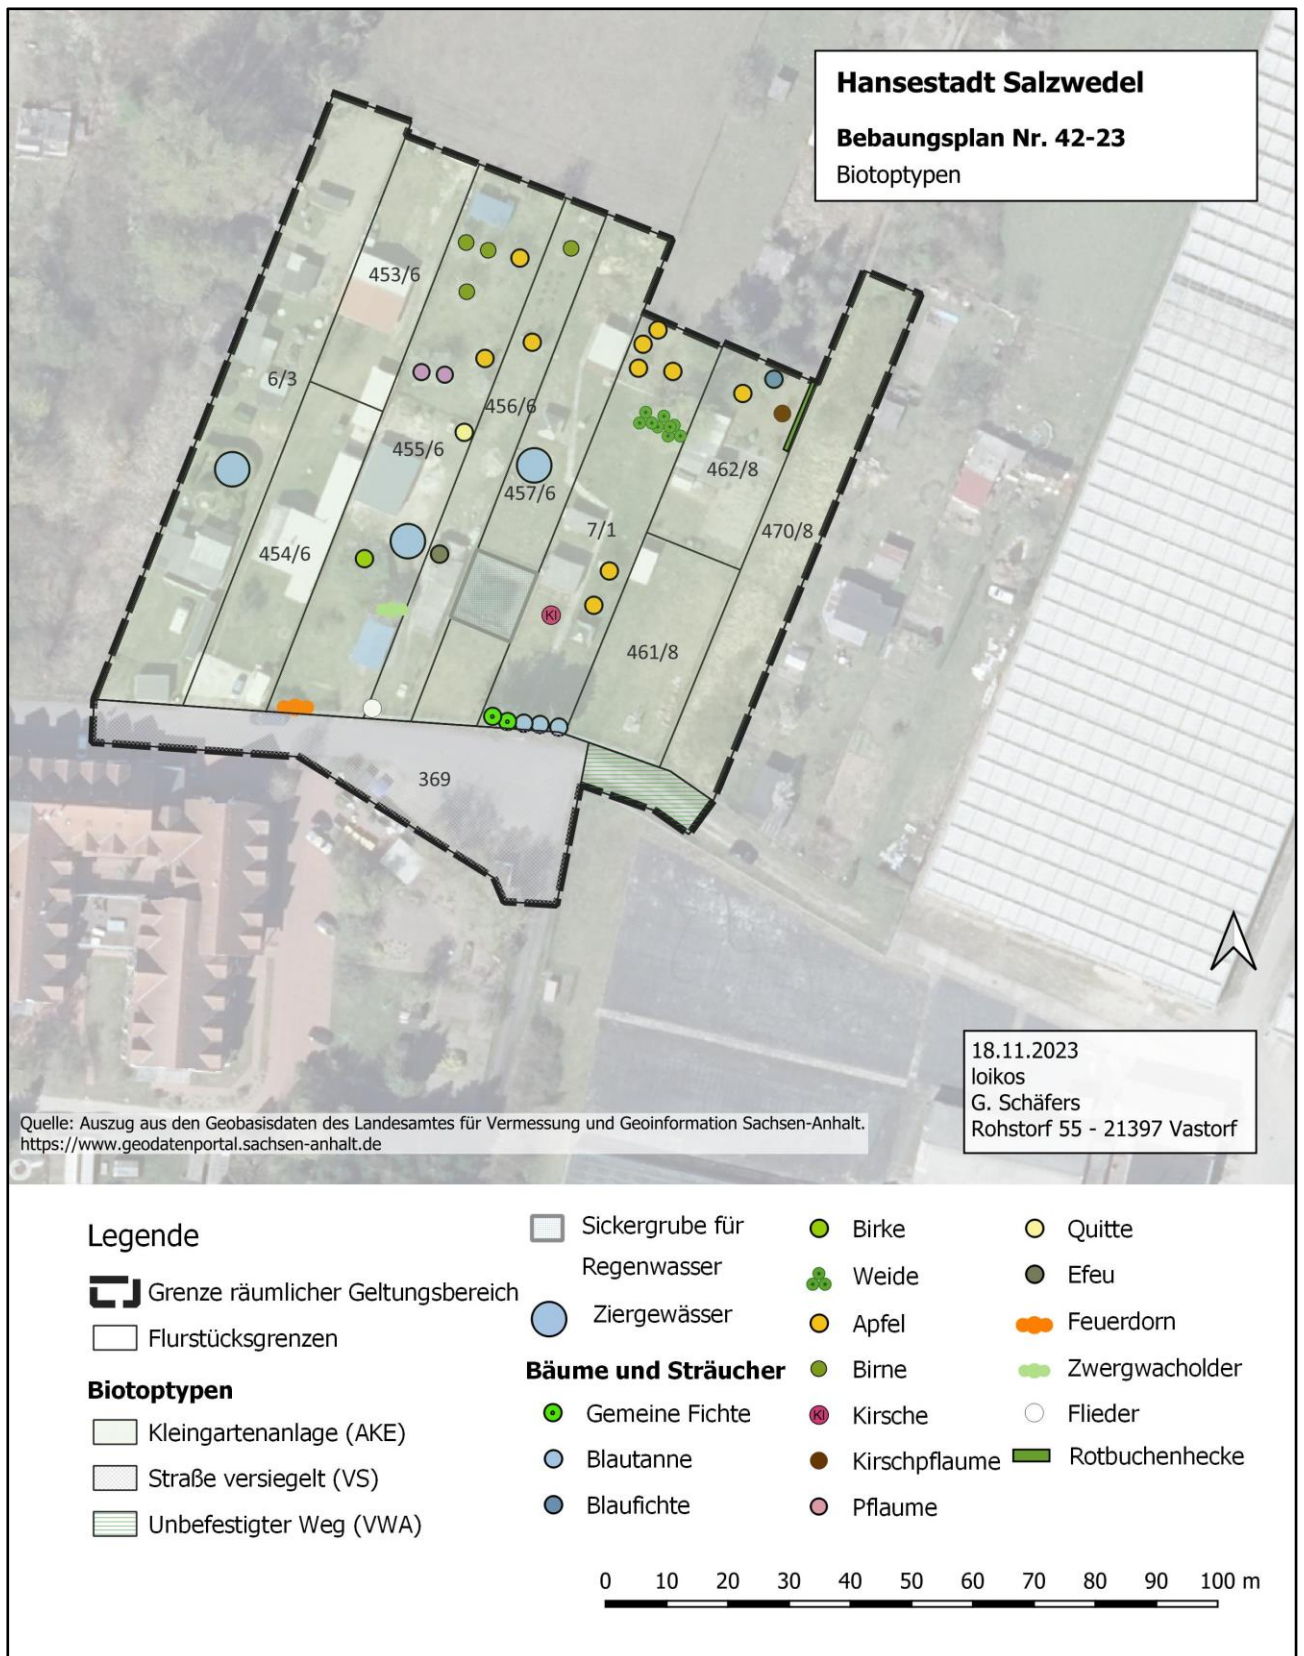 Hansestadt Salzwedel
Bebaungsplan Nr. 42-23
Biotoptypen
453/6
6/3
456/6
455/6
462/8
457/6
7/1
470/8
454/6
KI
461/8
369
18.11.2023
loikos
G. Schäfers
Rohstorf 55 - 21397 Vastorf
Quelle: Auszug aus den Geobasisdaten des Landesamtes für Vermessung und Geoinformation Sachsen-Anhalt.
https://www.geodatenportal.sachsen-anhalt.de
Legende
Grenze räumlicher Geltungsbereich
Flurstücksgrenzen
Biotoptypen
Kleingartenanlage (AKE)
Straße versiegelt (VS)
Unbefestigter Weg (VWA)
Sickergrube für
Regenwasser
Ziergewässer
Bäume und Sträucher
Gemeine Fichte
Blautanne
Blaufichte
Birke
Weide
Apfel
Birne
KI Kirsche
Kirschpflaume
Pflaume
Quitte
Efeu
Feuerdorn
Zwergwacholder
Flieder
Rotbuchenhecke
0 10 20 30 40 50 60 70 80 90 100 m